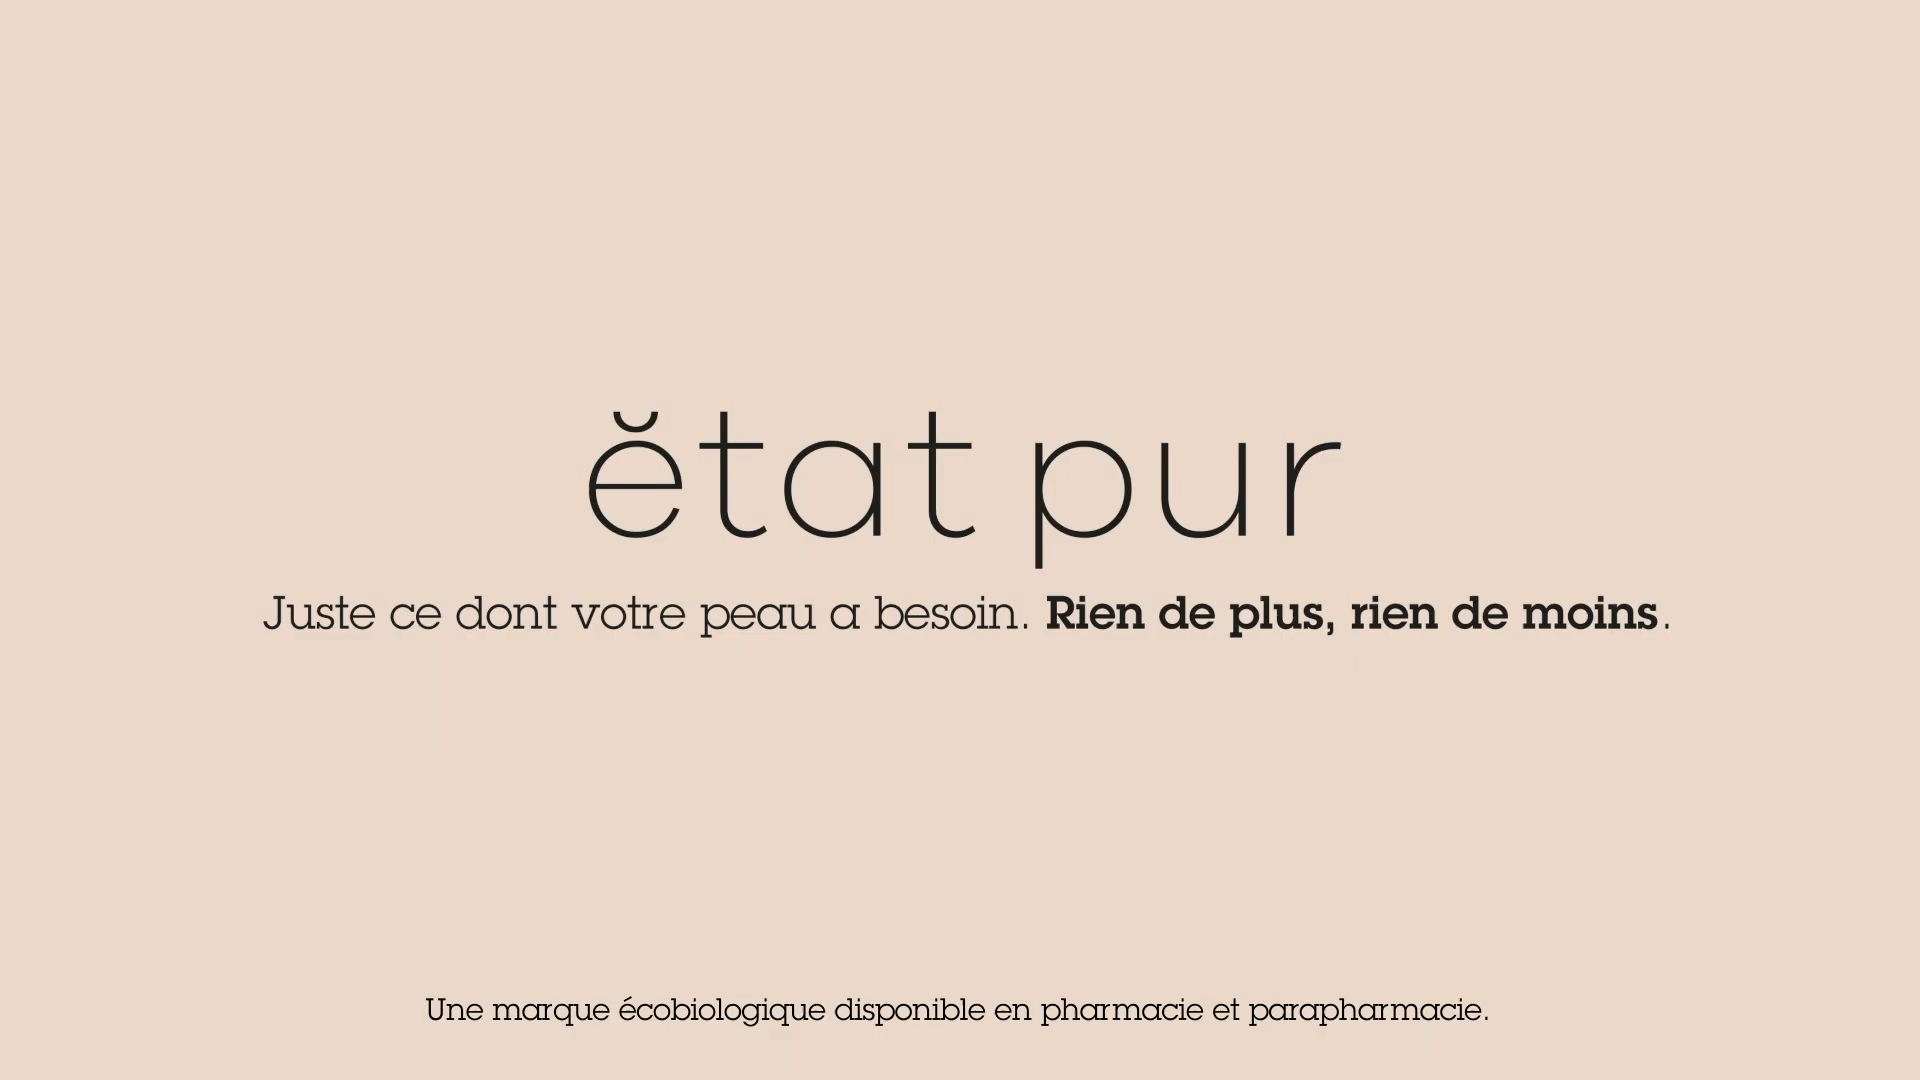 ĕtat pur
Juste ce dont votre peau a besoin. Rien de plus, rien de moins.
Une marque écobiologique disponible en pharmacie et parapharmacie.